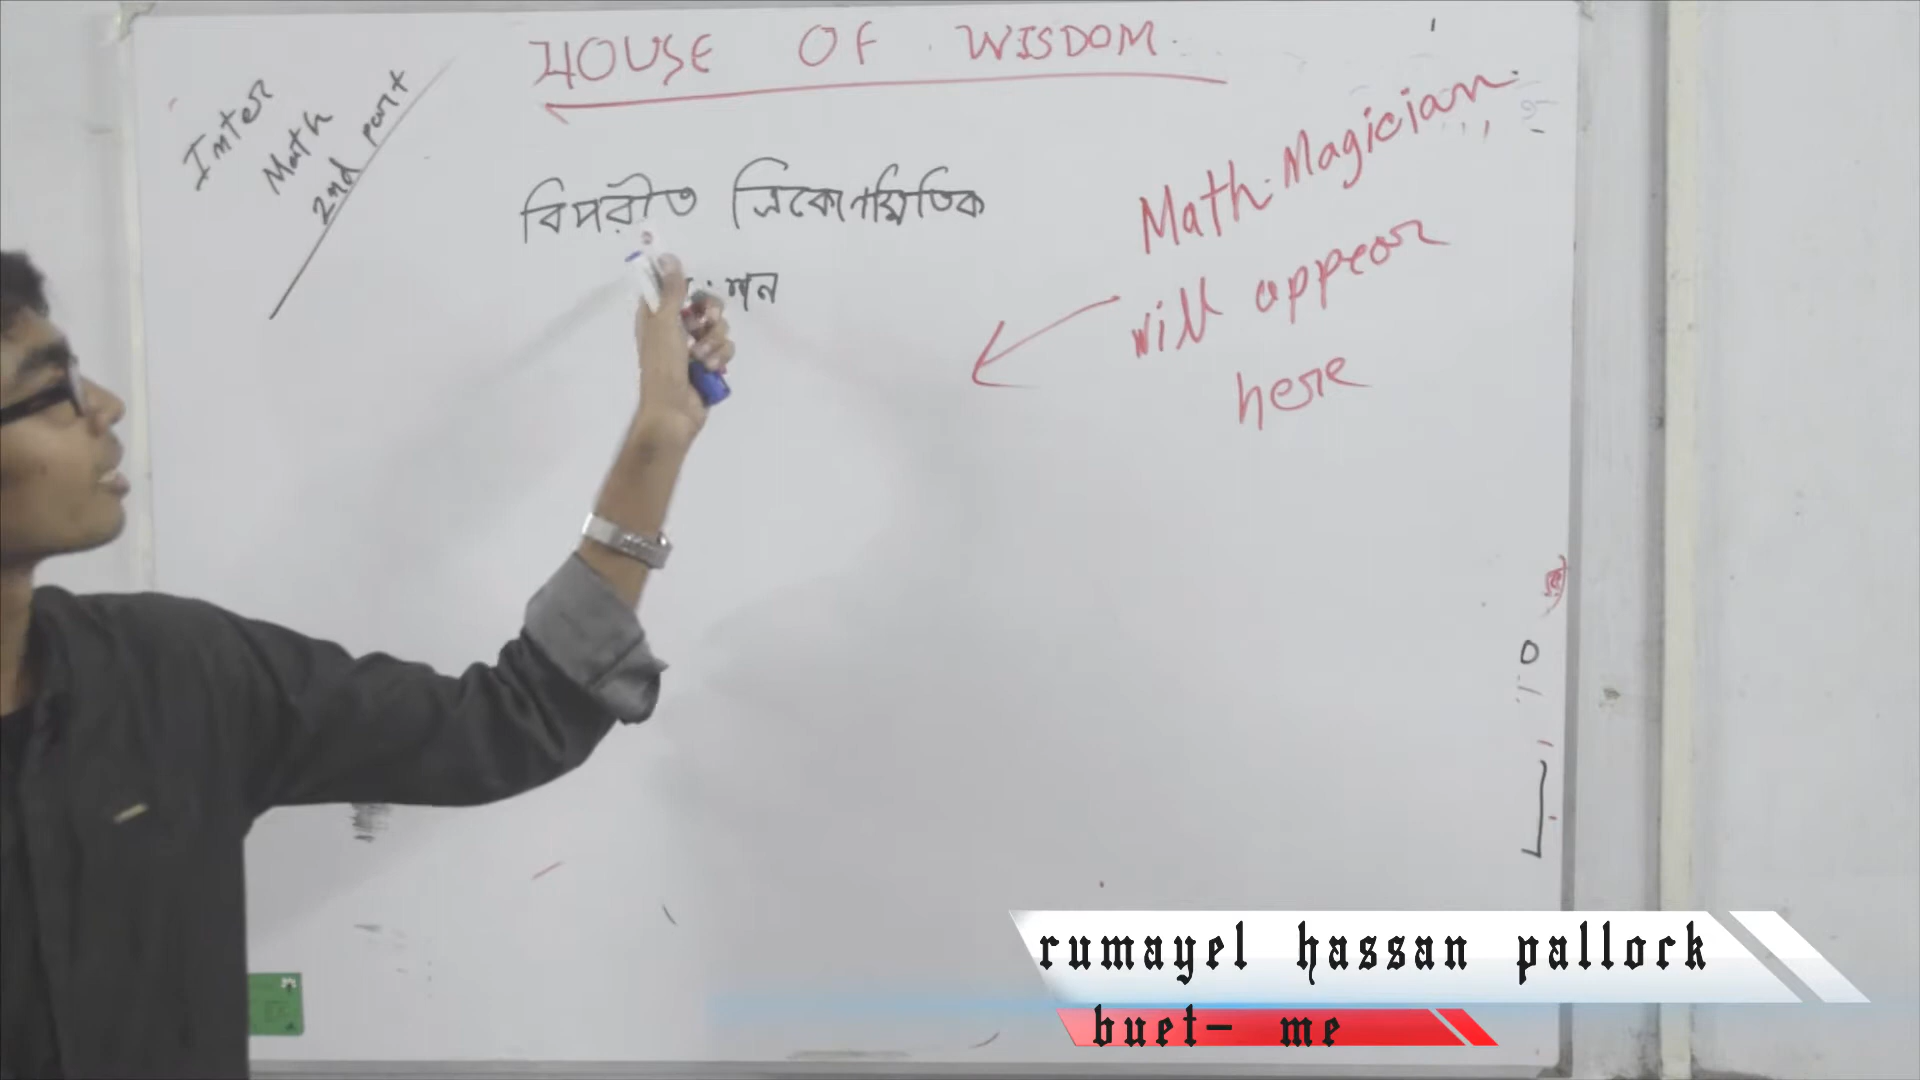 HOUSE OF WISDOM
Inter
Math
2nd part
বিপরীত ত্রিকোণমিতিক
Math Magician
will appear
here
rumayel hassan pallock
buet- me